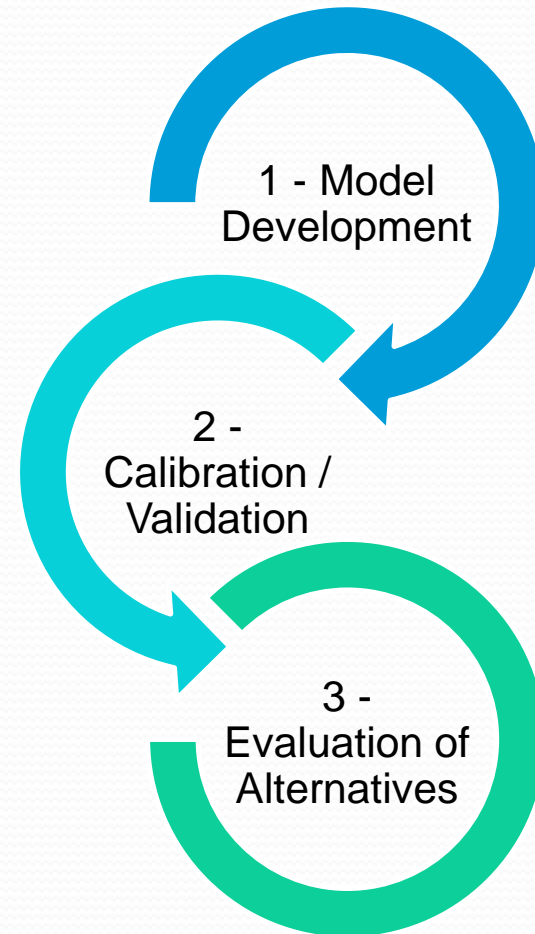 1 - Model
Development
2 -
Calibration /
Validation
3 -
Evaluation of
Alternatives